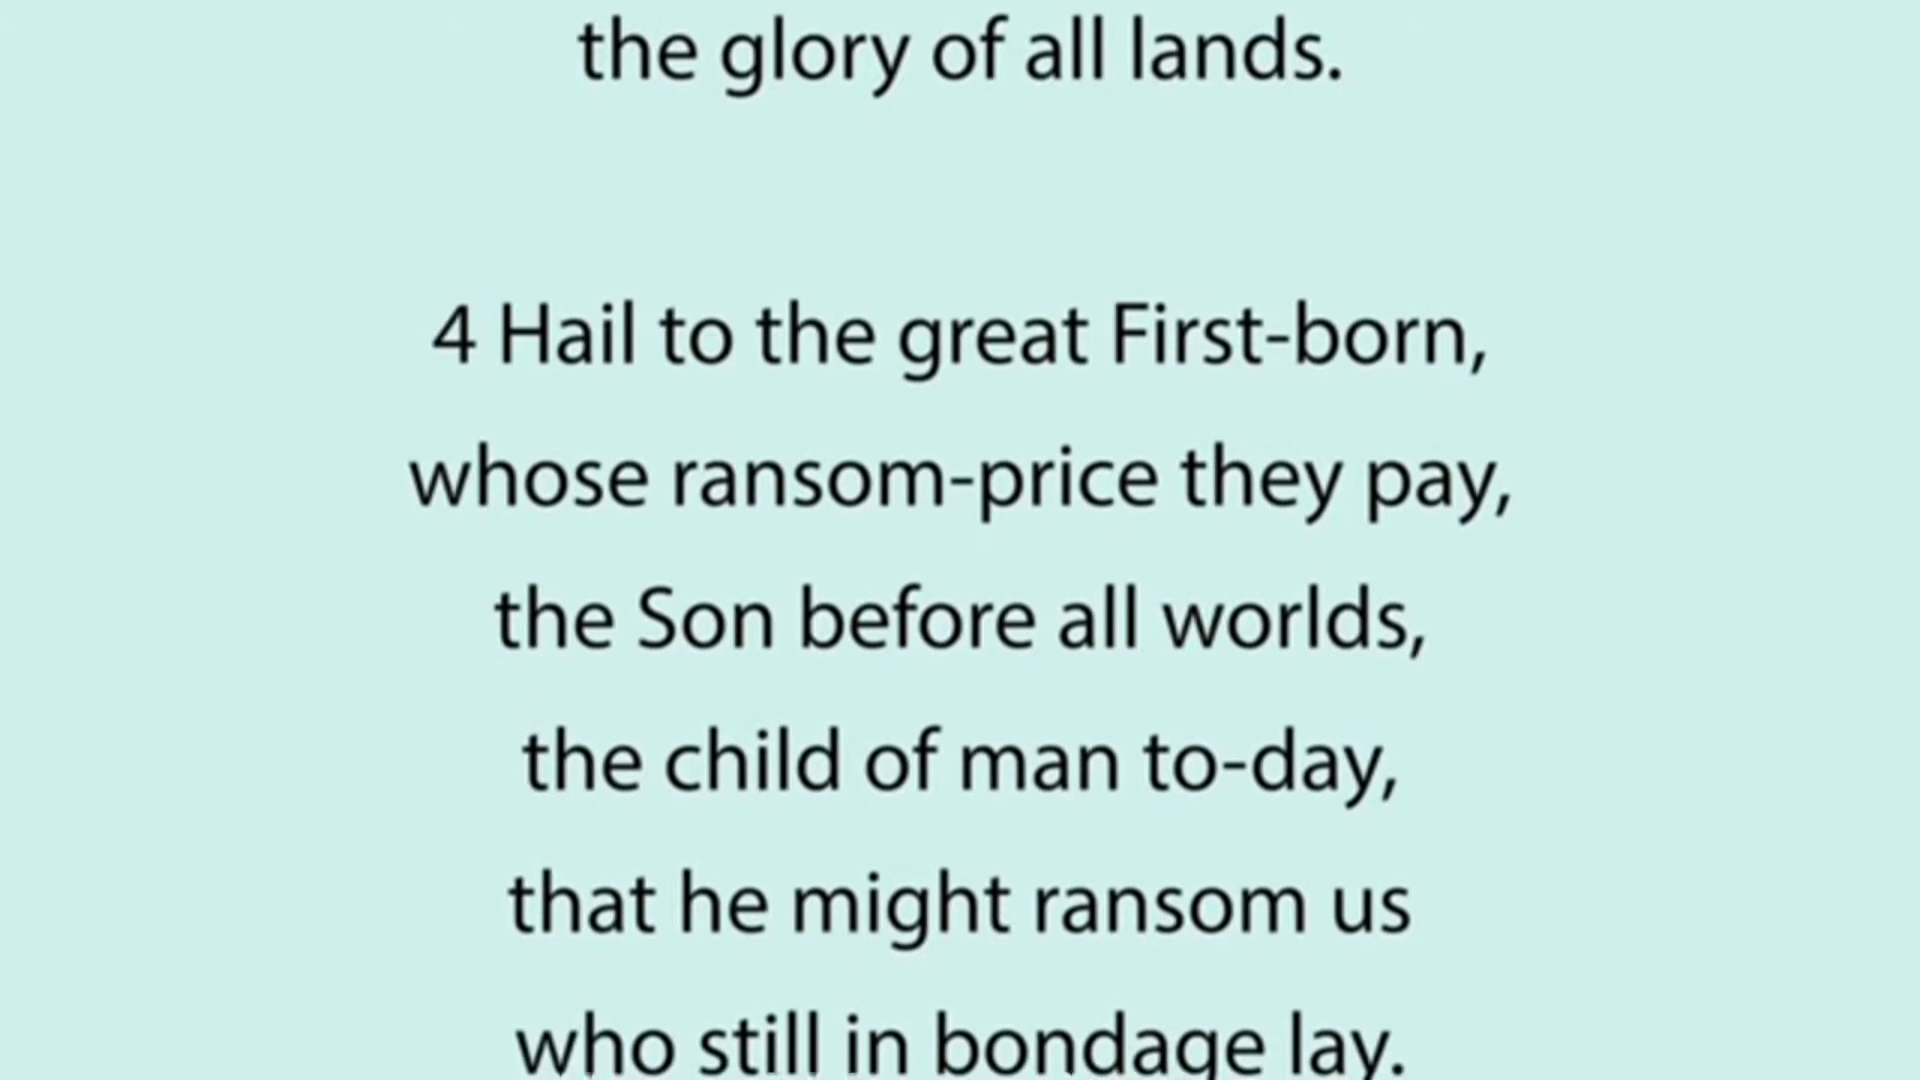 the glory of all lands.
4 Hail to the great First-born,
whose ransom-price they pay,
the Son before all worlds,
the child of man to-day,
that he might ransom us
who still in bondage lay.